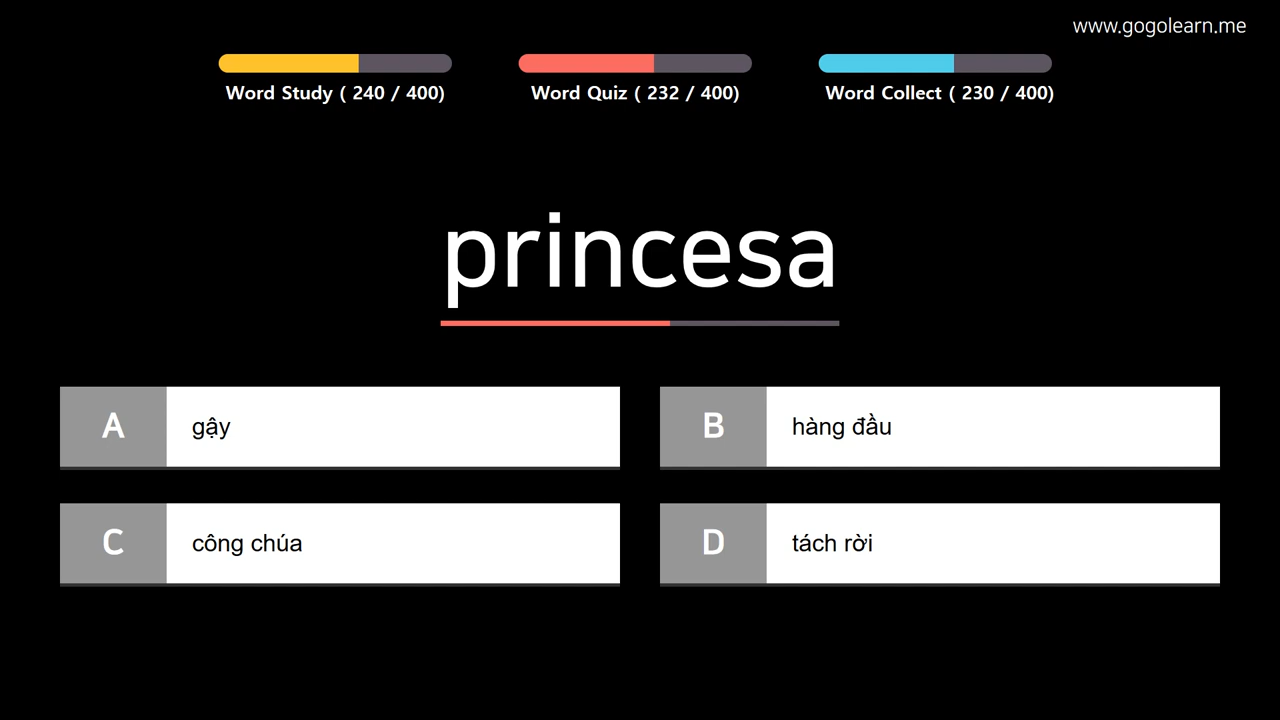 www.gogolearn.me
Word Study ( 240 / 400)
Word Quiz ( 232 / 400)
Word Collect ( 230 / 400)
princesa
A
gậy
B
hàng đầu
C
công chúa
D
tách rời